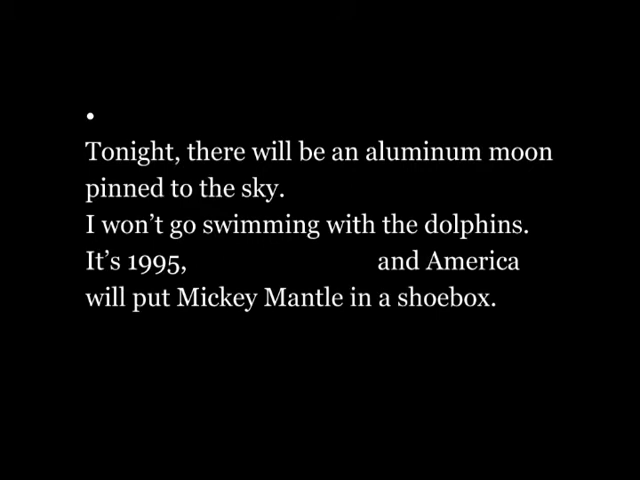 •
Tonight, there will be an aluminum moon
pinned to the sky.
I won’t go swimming with the dolphins.
It’s 1995, and America
will put Mickey Mantle in a shoebox.